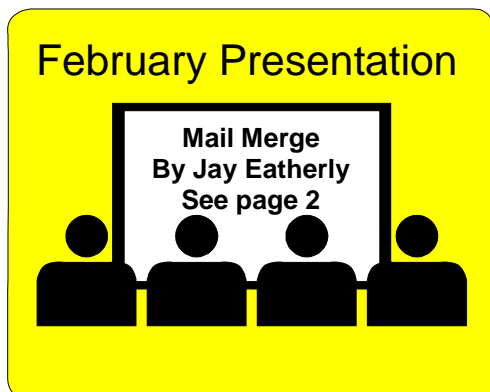 February Presentation
Mail Merge
By Jay Eatherly
See page 2